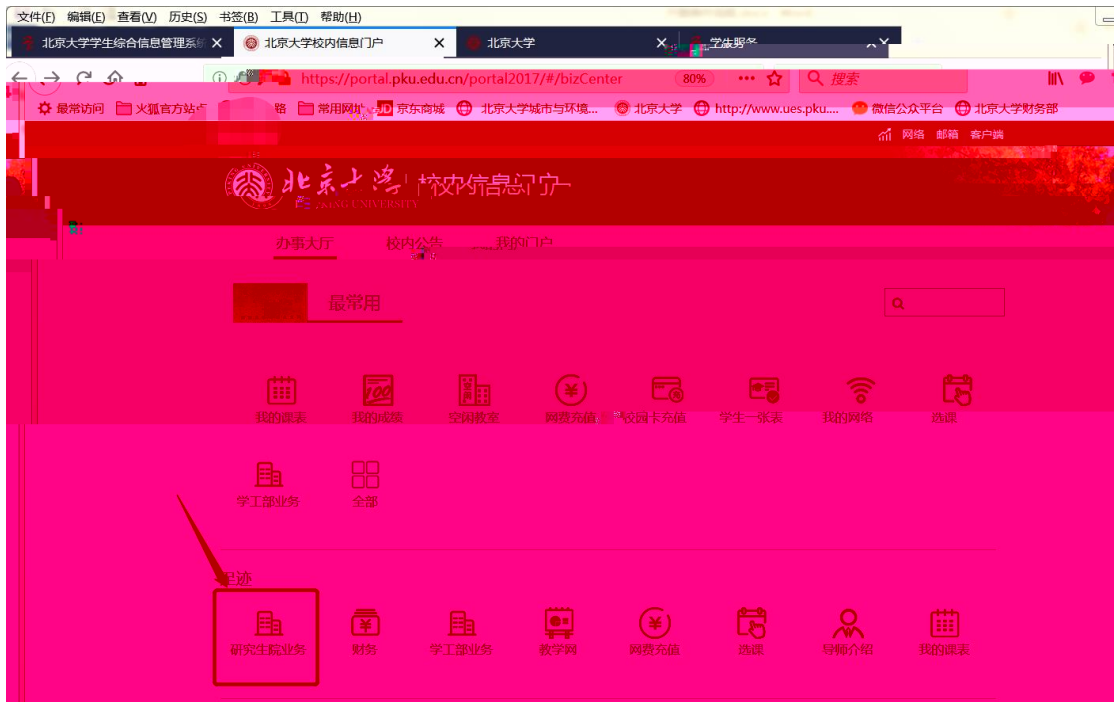 文件(F) 编辑(E) 查看(V) 历史(S) 书签(B) 工具(T) 帮助(H)
北京大学学生综合信息管理系统 北京大学校内信息门户 北京大学 学生服务
https://portal.pku.edu.cn/portal2017/#/bizCenter 80% 搜索
最常访问 火狐官方站点 常用网址 JD 京东商城 北京大学城市与环境... 北京大学 http://www.ues.pku.... 微信公众平台 北京大学财务部
网络 邮箱 客户端
北京大学 校内信息门户
PEKING UNIVERSITY
办事大厅 校内公告 我的门户
最常用
我的课表 我的成绩 空闲教室 网费充值 校园卡充值 学生一张表 我的网络 选课
学工部业务 全部
足迹
研究生院业务 财务 学工部业务 教学网 网费充值 选课 导师介绍 我的课表